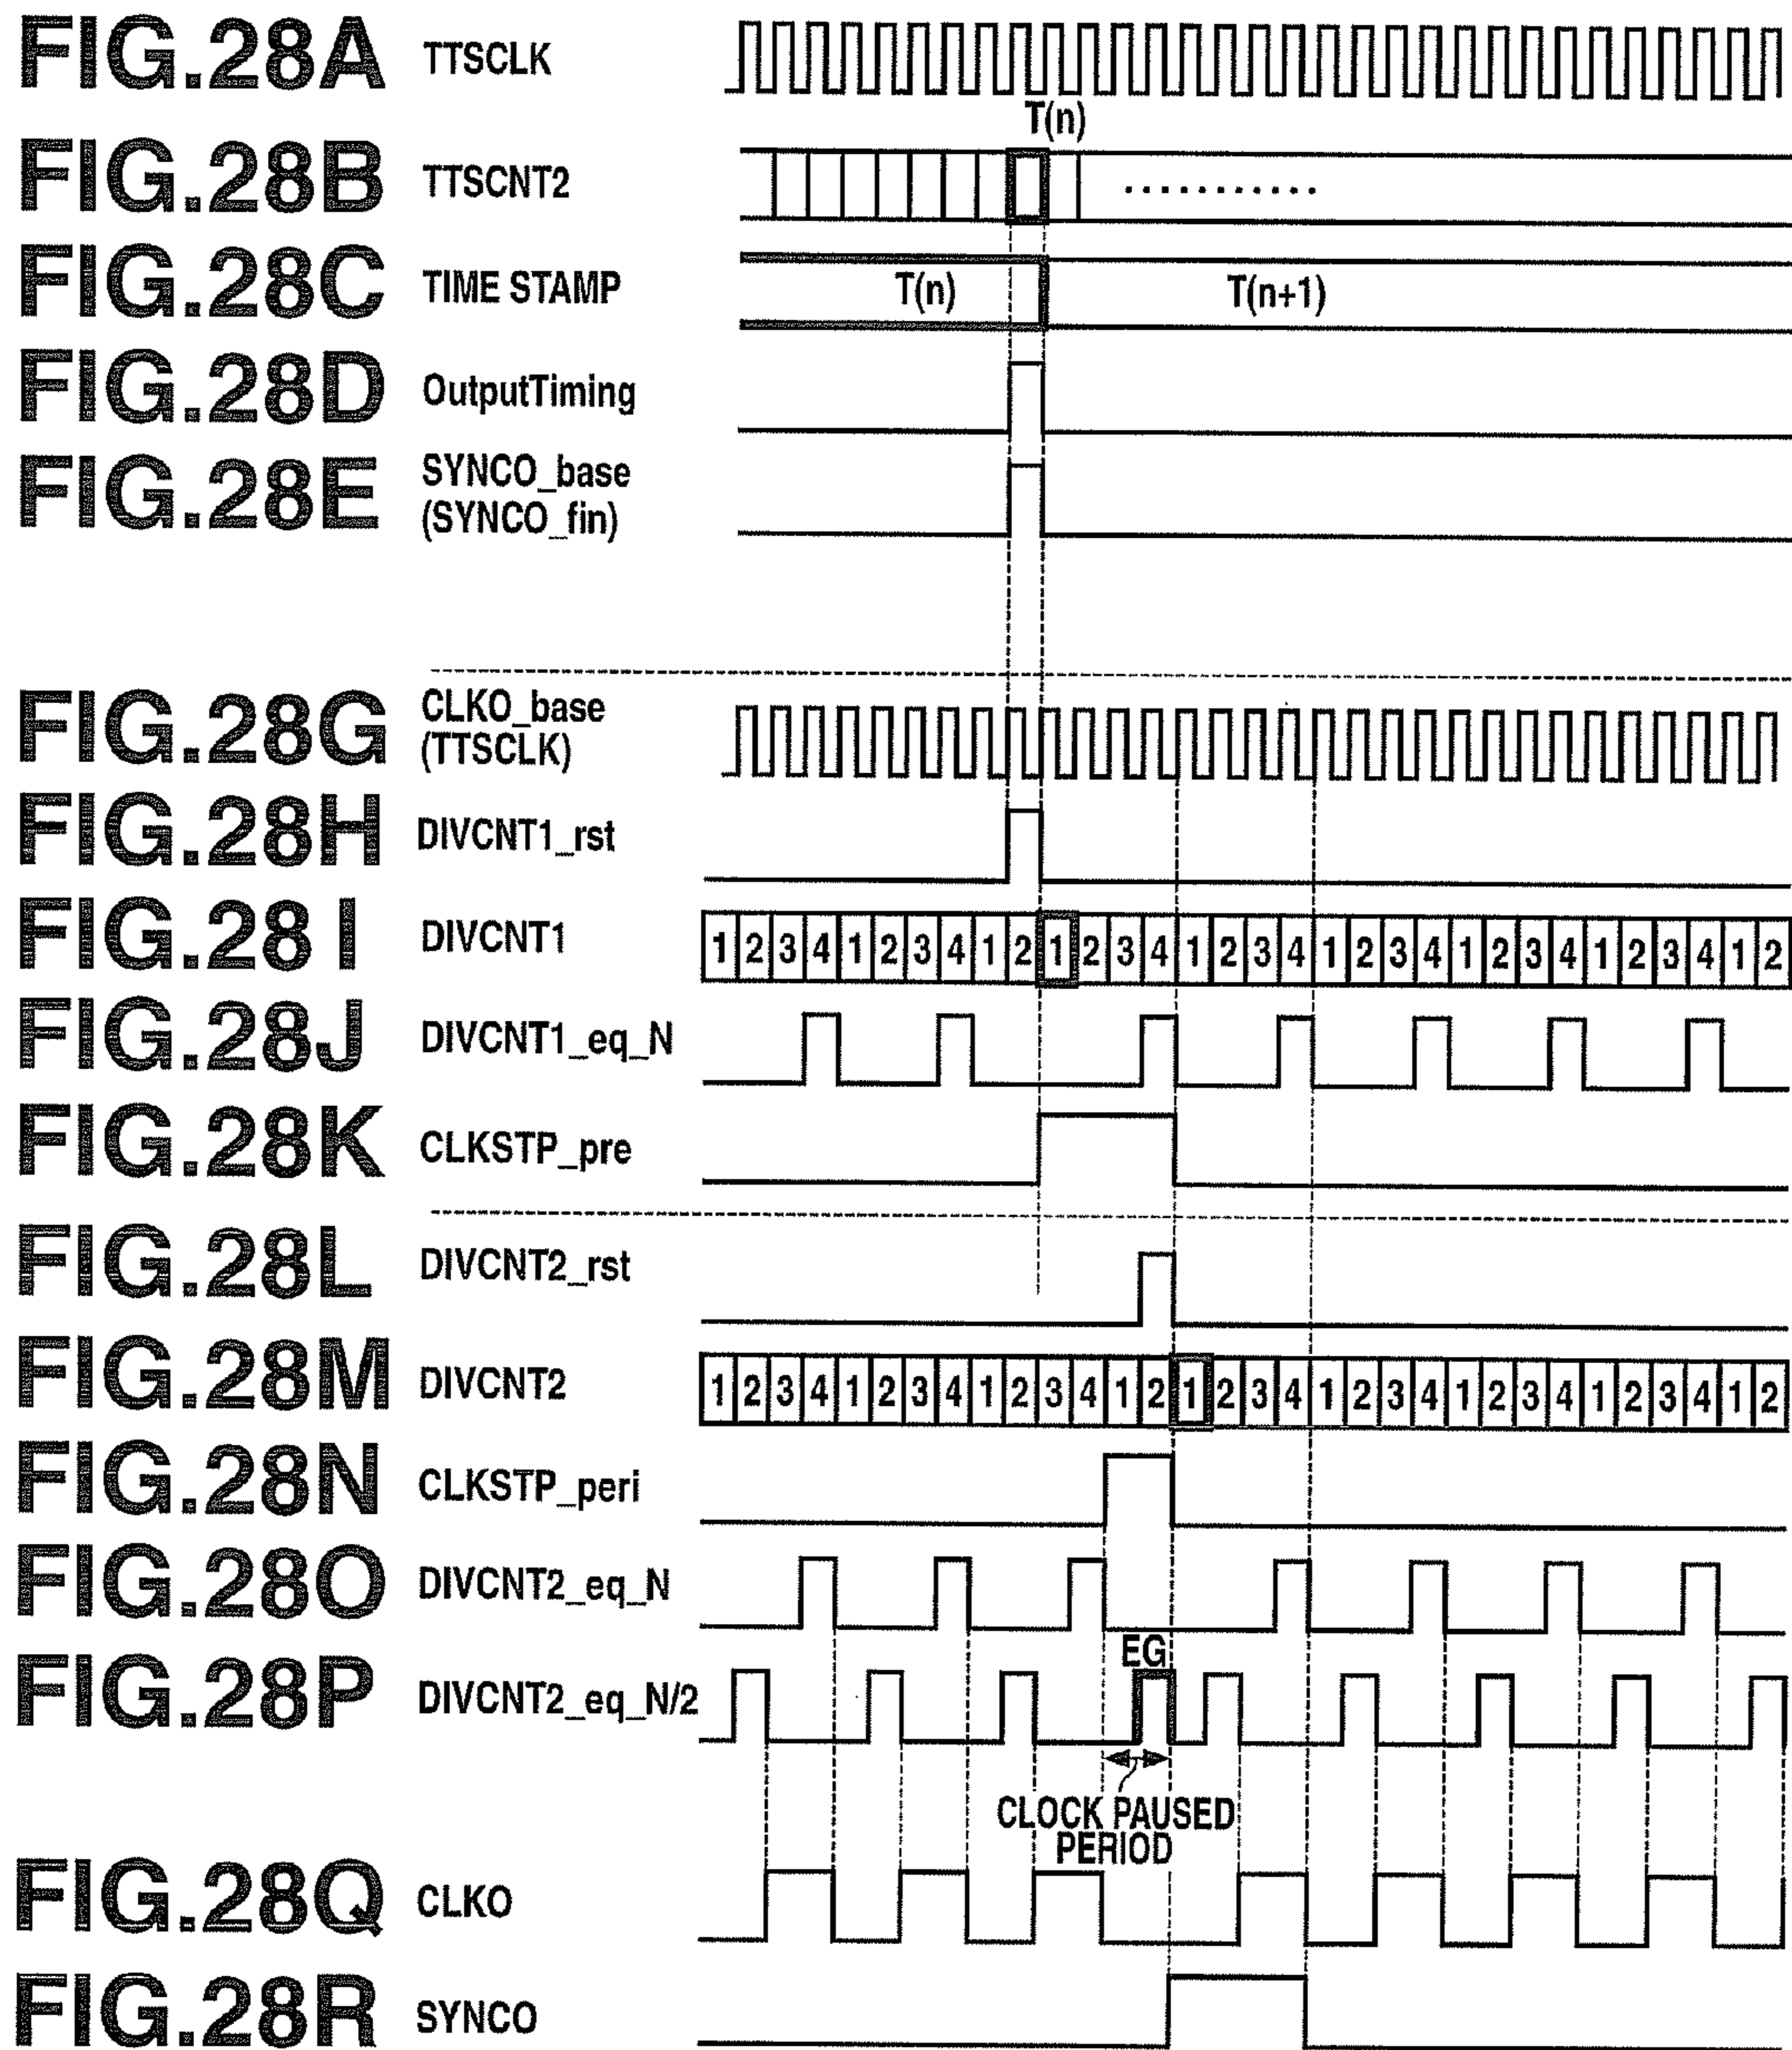 FIG.28A TTSCLK
T(n)
FIG.28B TTSCNT2 ...........
FIG.28C TIME STAMP T(n) T(n+1)
FIG.28D OutputTiming
FIG.28E SYNCO_base
(SYNCO_fin)
FIG.28G CLKO_base
(TTSCLK)
FIG.28H DIVCNT1_rst
FIG.28I DIVCNT1 1 2 3 4 1 2 3 4 1 2 1 2 3 4 1 2 3 4 1 2 3 4 1 2 3 4 1 2 3 4 1 2
FIG.28J DIVCNT1_eq_N
FIG.28K CLKSTP_pre
FIG.28L DIVCNT2_rst
FIG.28M DIVCNT2 1 2 3 4 1 2 3 4 1 2 3 4 1 2 1 2 3 4 1 2 3 4 1 2 3 4 1 2 3 4 1 2
FIG.28N CLKSTP_peri
FIG.28O DIVCNT2_eq_N
EG
FIG.28P DIVCNT2_eq_N/2
CLOCK PAUSED
PERIOD
FIG.28Q CLKO
FIG.28R SYNCO